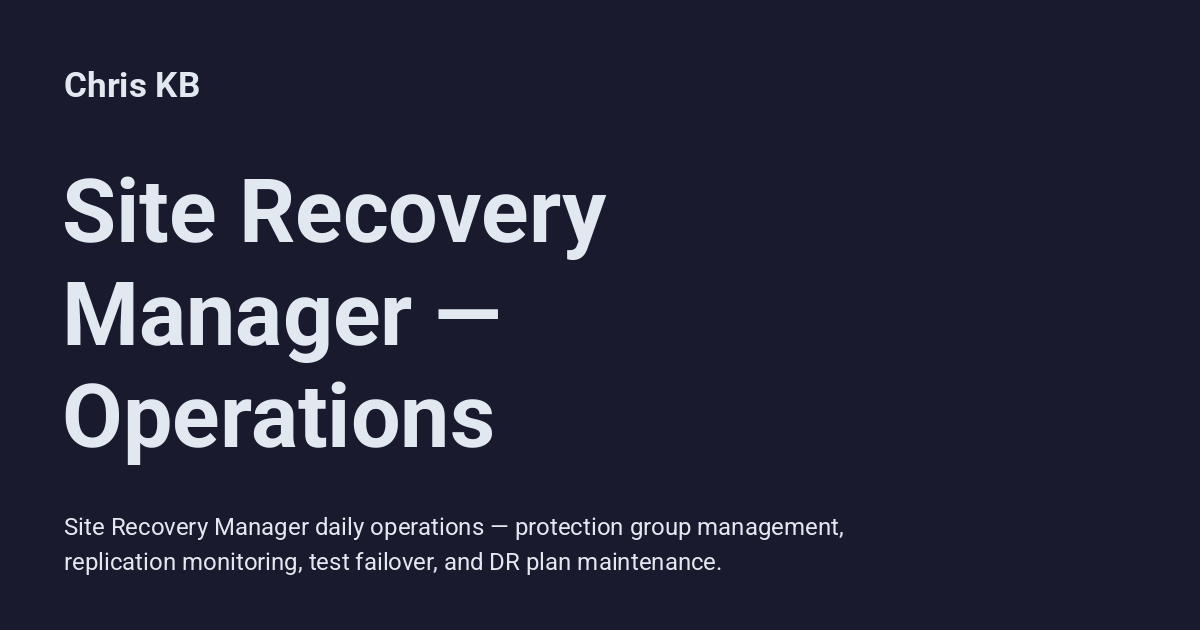 Chris KB
Site Recovery
Manager —
Operations
Site Recovery Manager daily operations — protection group management,
replication monitoring, test failover, and DR plan maintenance.